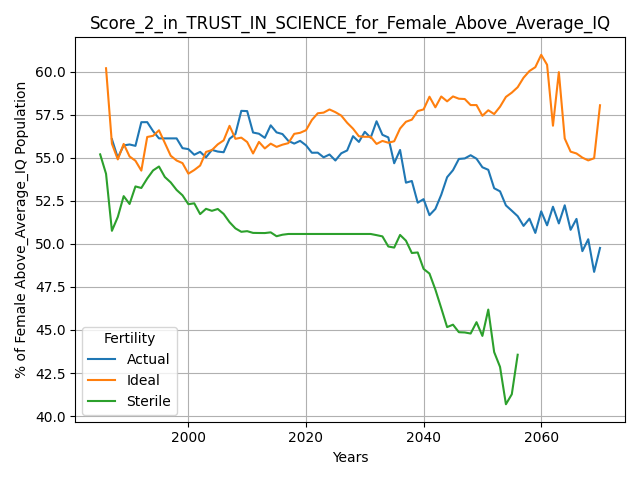 Score_2_in_TRUST_IN_SCIENCE_for_Female_Above_Average_IQ
% of Female Above_Average_IQ Population
60.0
57.5
55.0
52.5
50.0
47.5
45.0
42.5
40.0
Fertility
Actual
Ideal
Sterile
2000 2020 2040 2060
Years